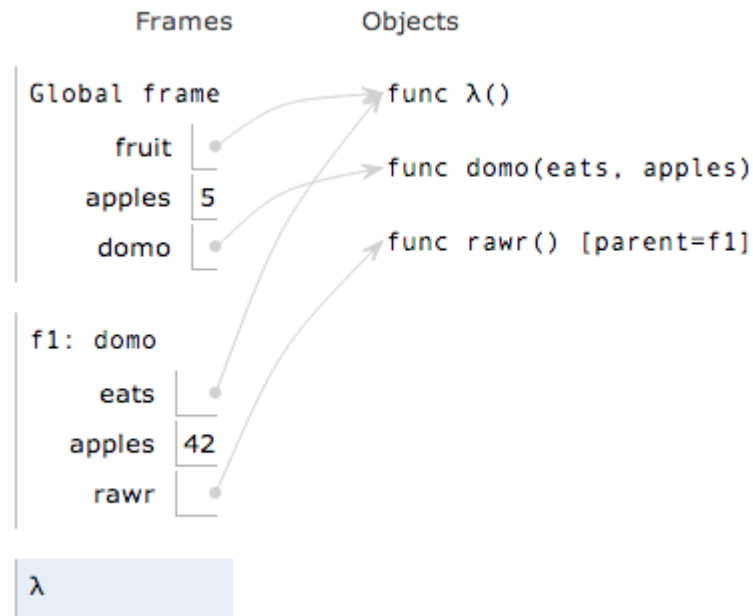 Frames Objects
Global frame
fruit
apples 5
domo
func λ()
func domo(eats, apples)
func rawr() [parent=f1]
f1: domo
eats
apples 42
rawr
λ